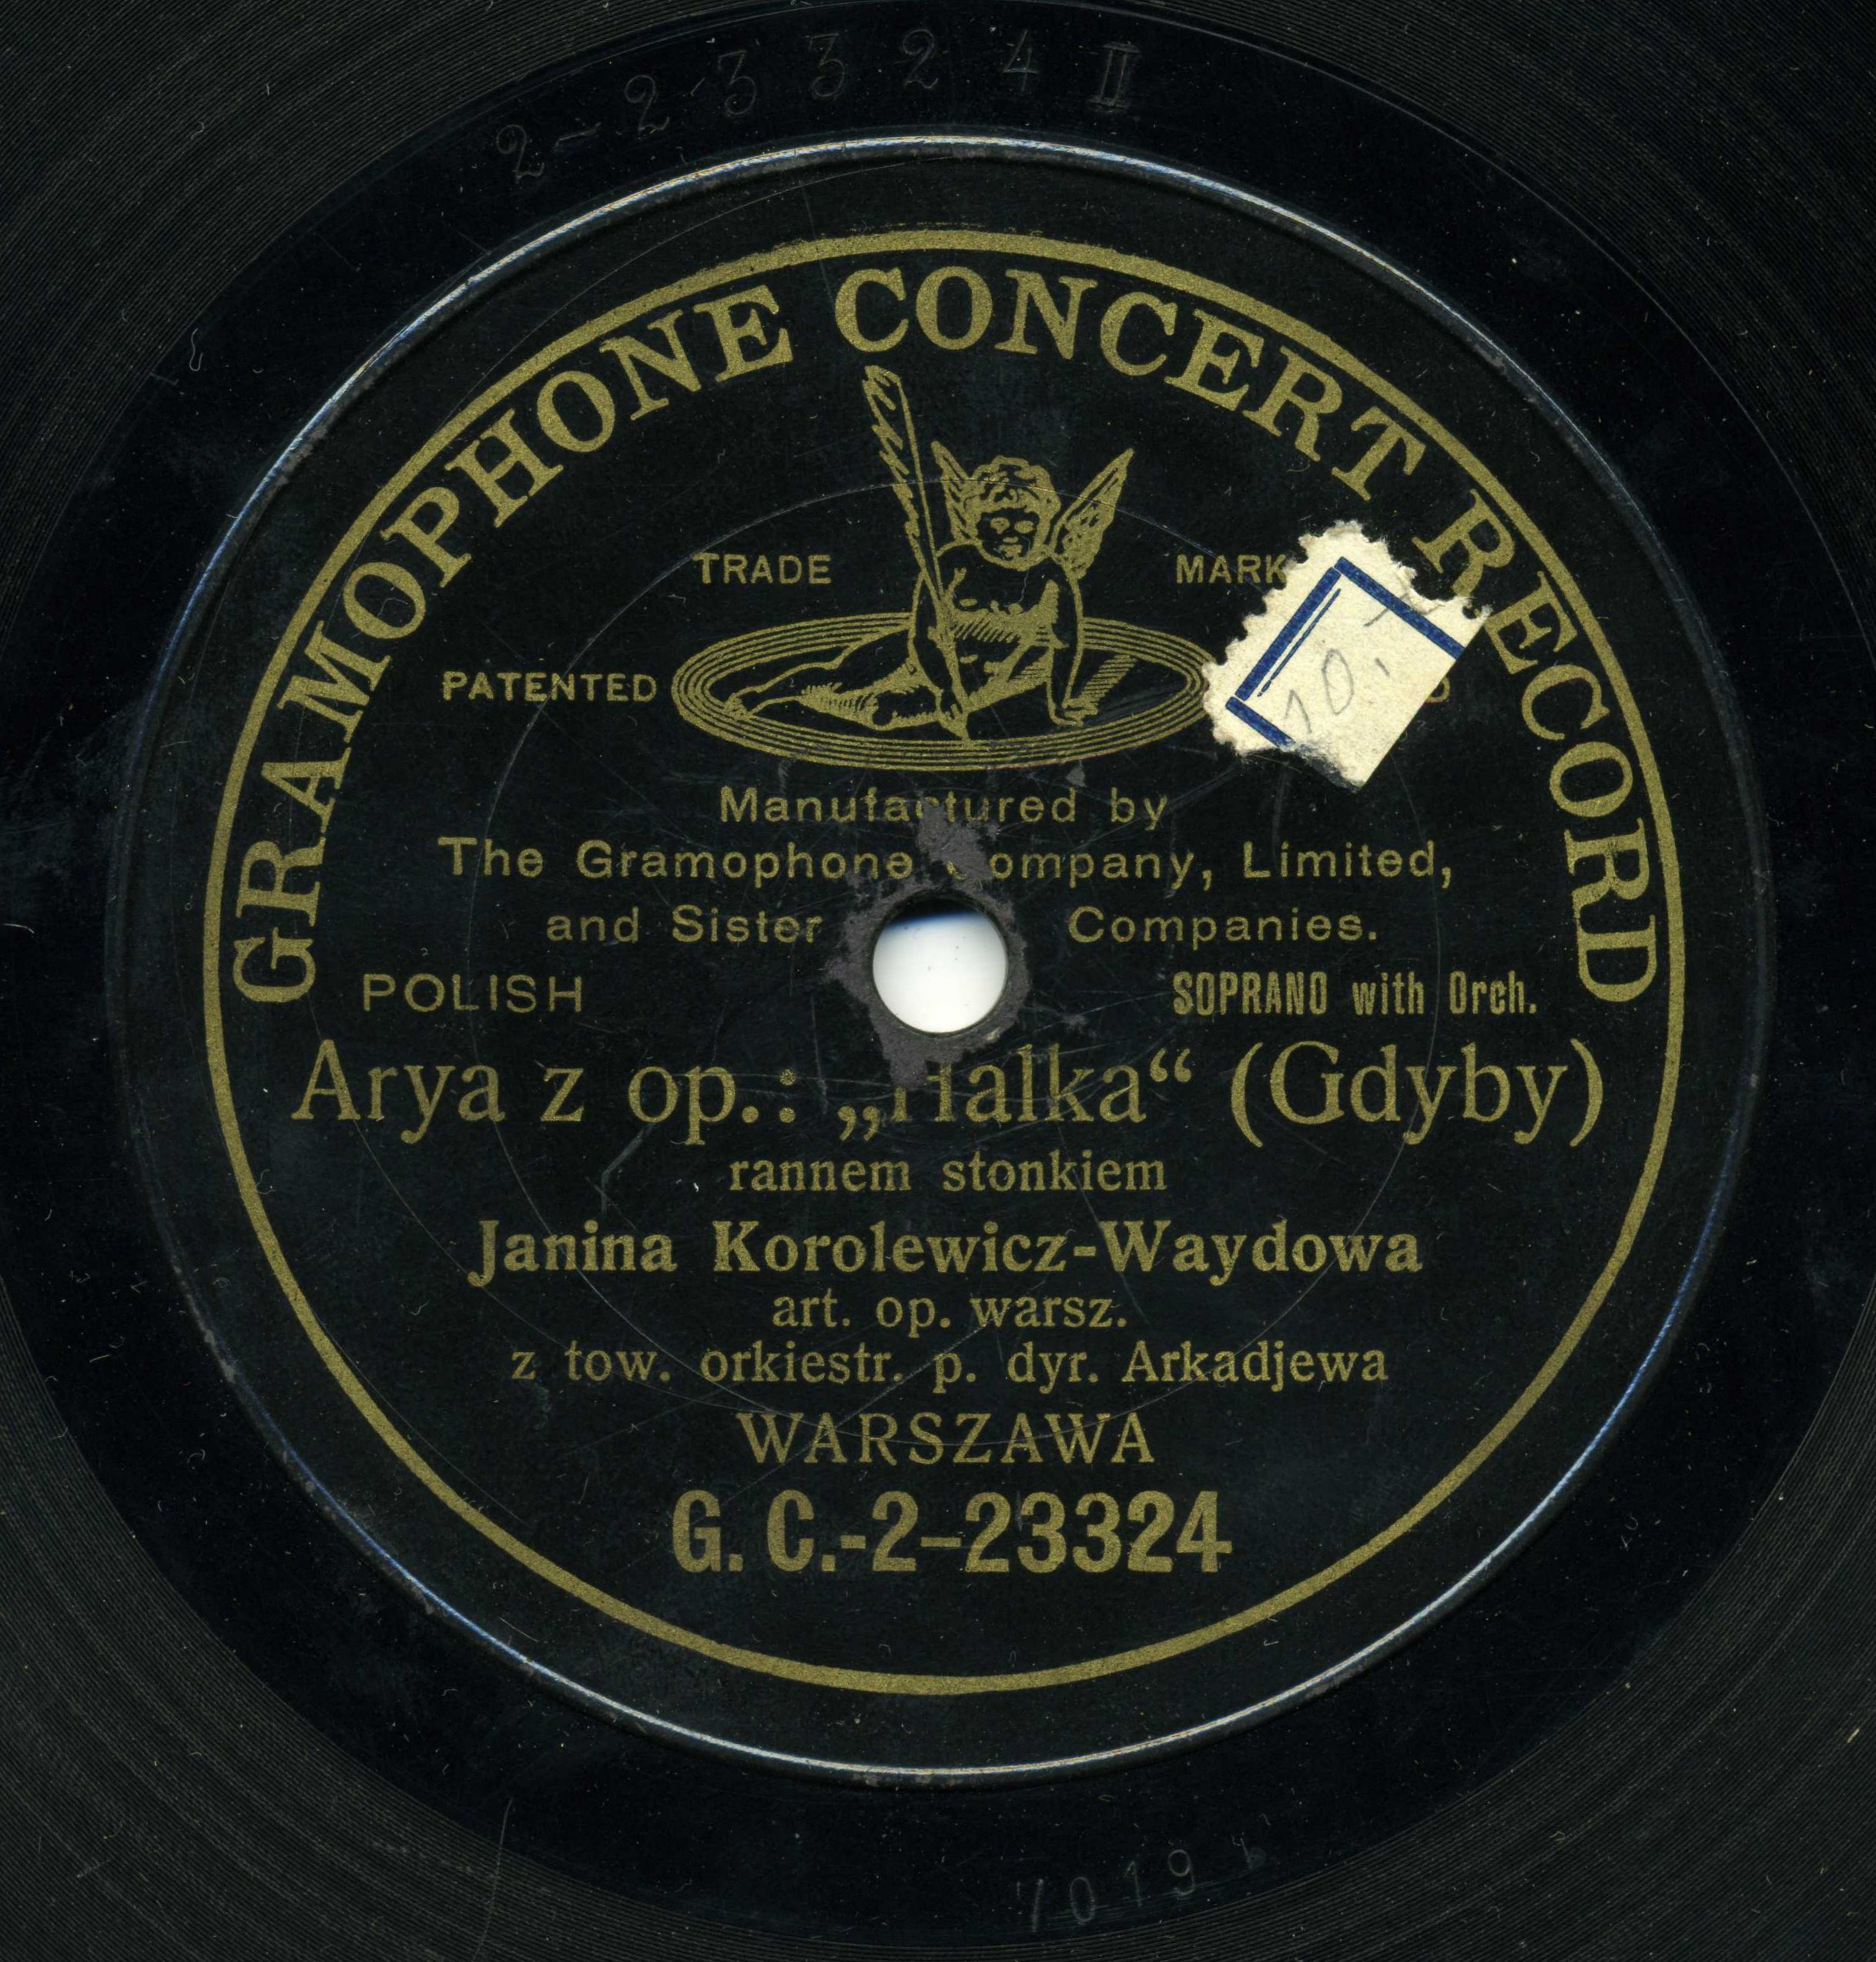 2-23324 II
GRAMOPHONE CONCERT RECORD
TRADE MARK
PATENTED
10.
Manufactured by
The Gramophone Company, Limited,
and Sister Companies.
POLISH SOPRANO with Orch.
Arya z op.: „Halka“ (Gdyby)
rannem stonkiem
Janina Korolewicz-Waydowa
art. op. warsz.
z tow. orkiestr. p. dyr. Arkadjewa
WARSZAWA
G. C.-2-23324
7019